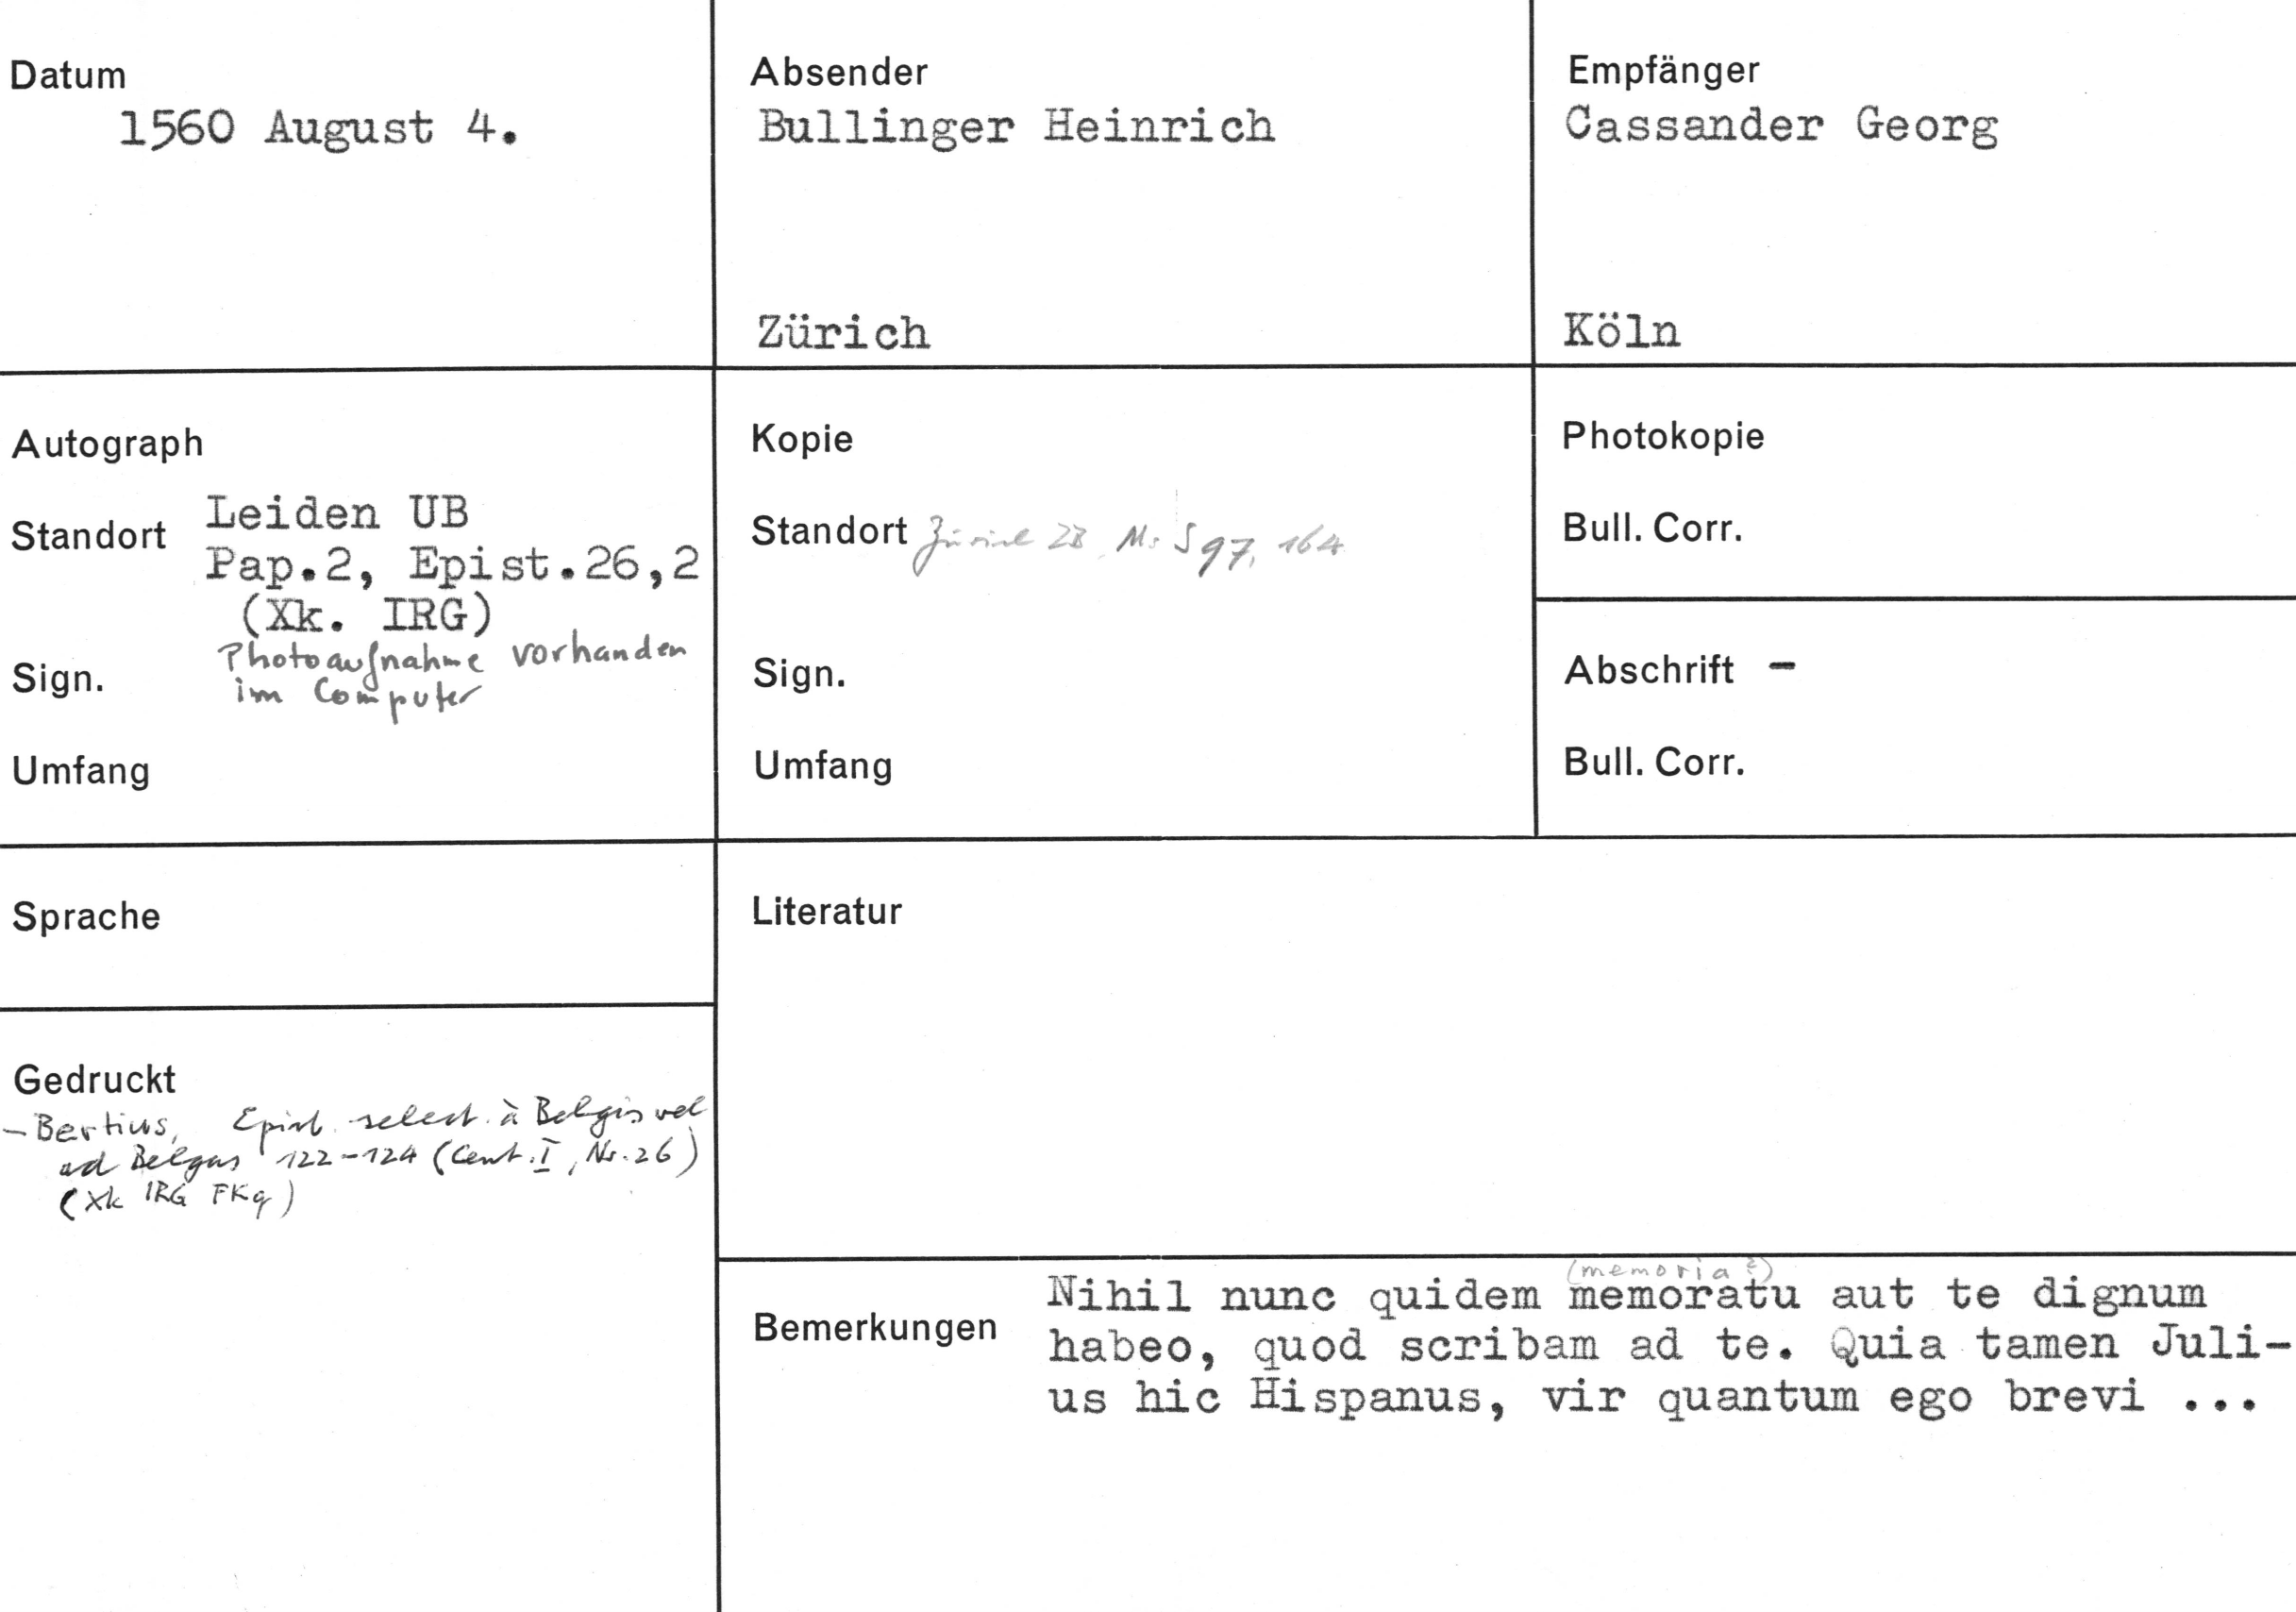 Datum
1560 August 4.
Absender
Bullinger Heinrich
Zürich
Empfänger
Cassander Georg
Köln
Autograph
Standort Leiden UB
Pap.2, Epist.26,2
(Xk. IRG)
Photoaufnahme vorhanden
im Computer
Sign.
Umfang
Kopie
Standort Zürich ZB, Ms S 97, 164
Sign.
Umfang
Photokopie
Bull. Corr.
Abschrift -
Bull. Corr.
Sprache
Gedruckt
- Bertius, Epist. select. à Belgis vel
ad Belgas 122-124 (Cent. I, Nr. 26)
(Xk IRG FKq)
Literatur
Bemerkungen
(memoria?)
Nihil nunc quidem memoratu aut te dignum
habeo, quod scribam ad te. Quia tamen Juli-
us hic Hispanus, vir quantum ego brevi ...